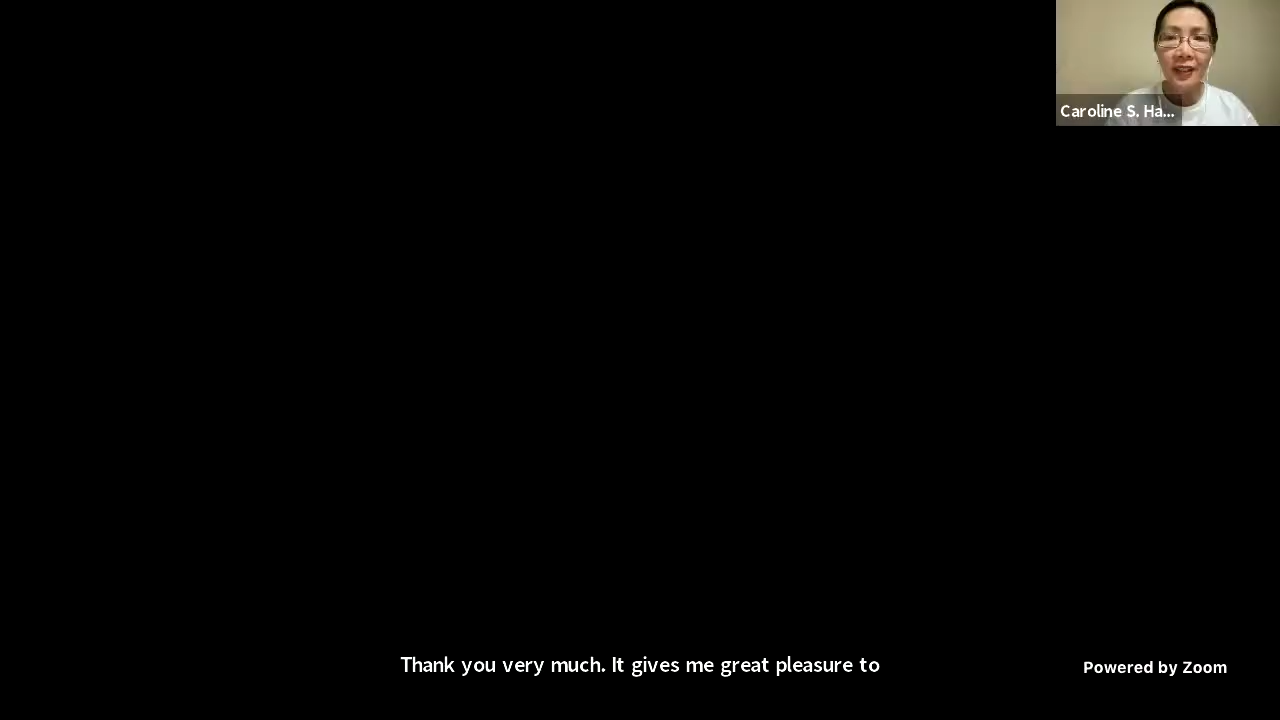 Caroline S. Ha...
Thank you very much. It gives me great pleasure to
Powered by Zoom